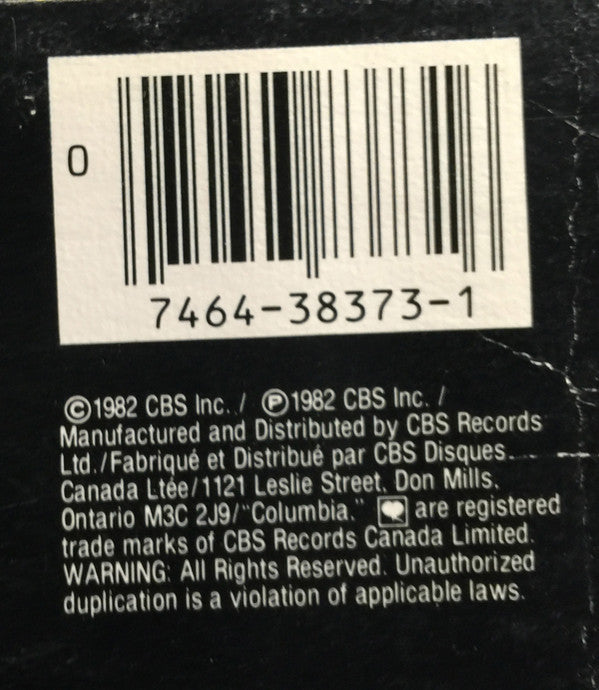 0
7464-38373-1
©1982 CBS Inc. / ℗1982 CBS Inc. /
Manufactured and Distributed by CBS Records
Ltd./Fabriqué et Distribué par CBS Disques
Canada Ltée/1121 Leslie Street, Don Mills,
Ontario M3C 2J9/"Columbia," are registered
trade marks of CBS Records Canada Limited.
WARNING: All Rights Reserved. Unauthorized
duplication is a violation of applicable laws.